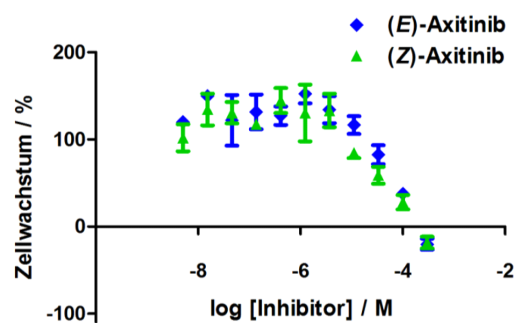 (E)-Axitinib
(Z)-Axitinib
200
100
0
-100
Zellwachstum / %
-8
-6
-4
-2
log [Inhibitor] / M